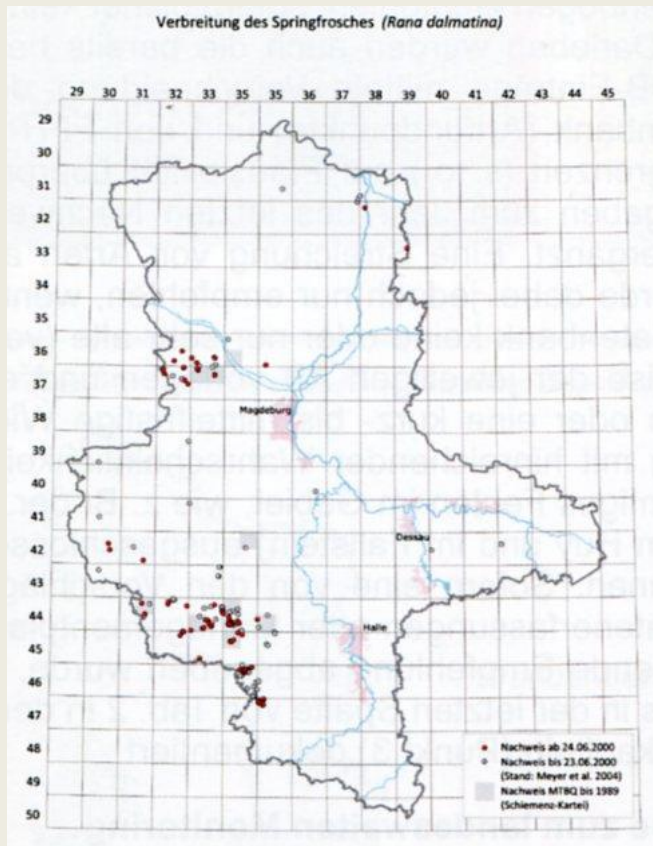 Verbreitung des Springfrosches (Rana dalmatina)
29 30 31 32 33 34 35 36 37 38 39 40 41 42 43 44 45
29
30
31
32
33
34
35
36
37
38
39
40
41
42
43
44
45
46
47
48
49
50
Magdeburg
Dessau
Halle
Nachweis ab 24.06.2000
Nachweis bis 23.06.2000
(Stand: Meyer et al. 2004)
Nachweis MTBQ bis 1989
(Schiemenz-Kartei)